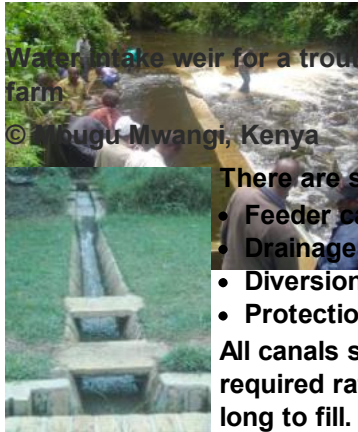 Water Intake weir for a trou
farm
© Mbugu Mwangi, Kenya
There are s
• Feeder ca
• Drainage
• Diversion
• Protectio
All canals s
required ra
long to fill.